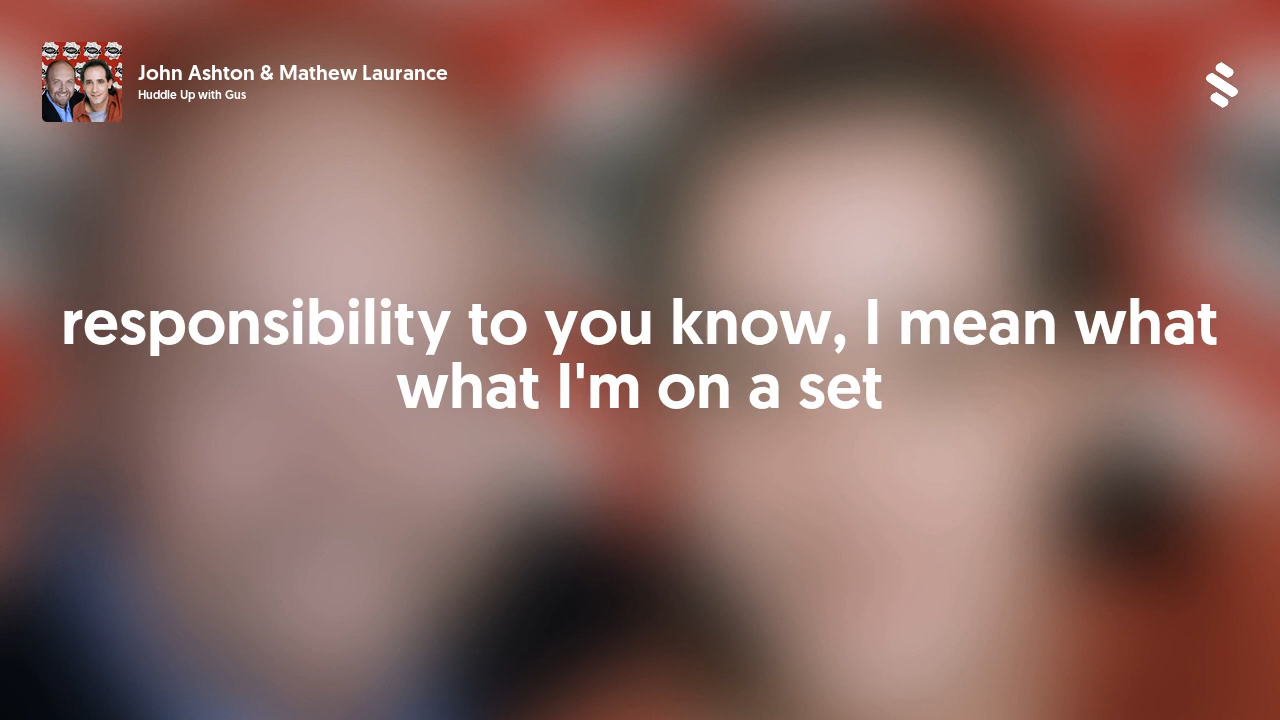 John Ashton & Mathew Laurance
Huddle Up with Gus
responsibility to you know, I mean what
what I'm on a set